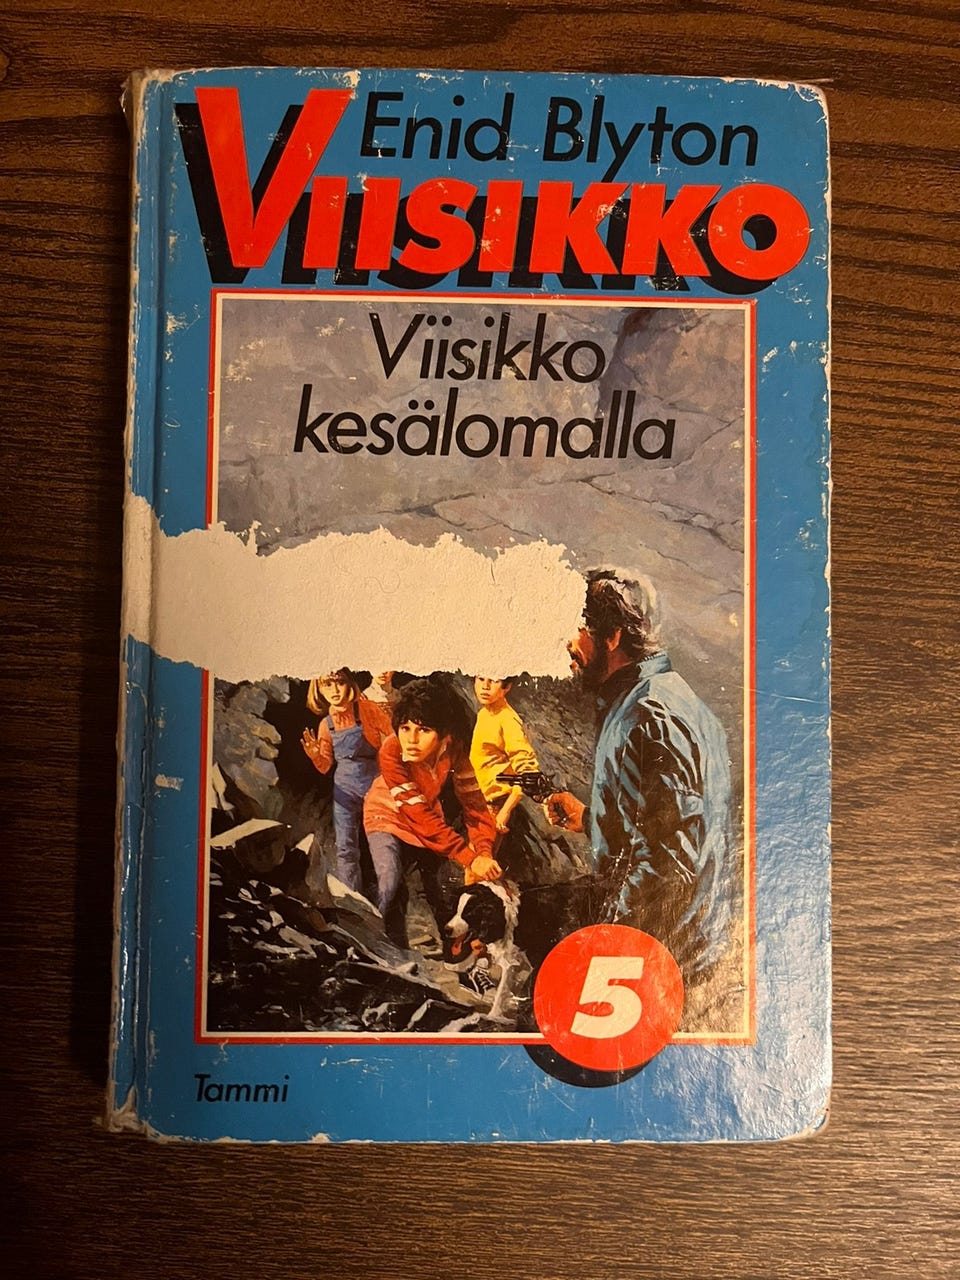 Enid Blyton
VIISIKKO
Viisikko
kesälomalla
5
Tammi